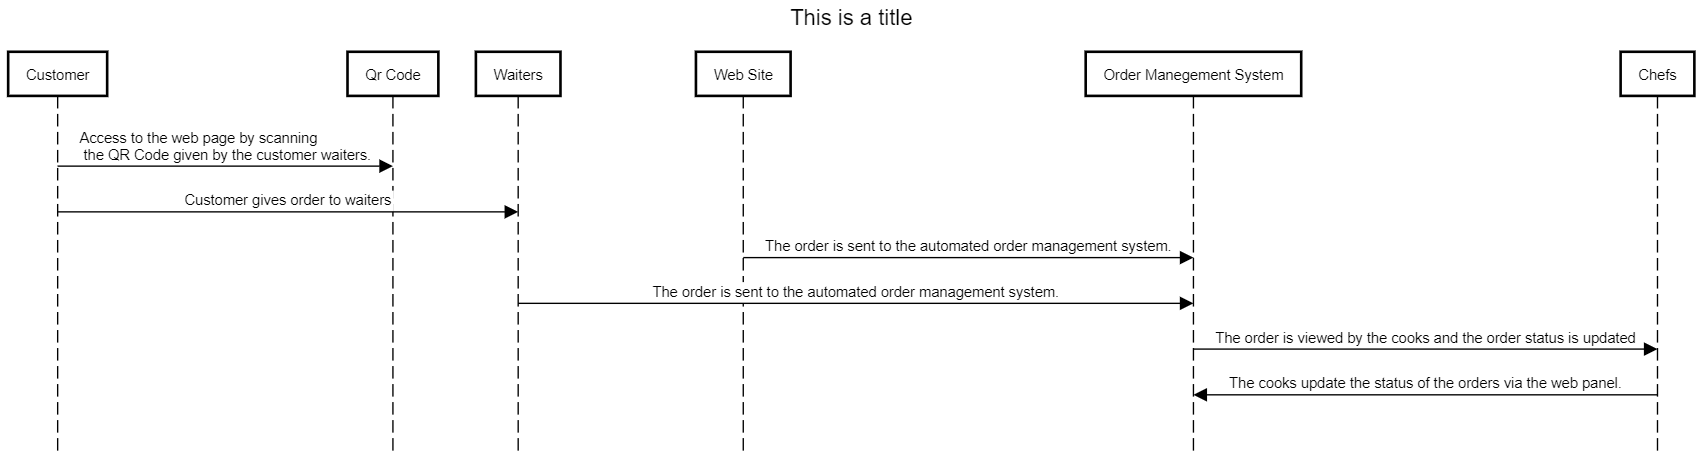 This is a title
Customer
Qr Code
Waiters
Web Site
Order Manegement System
Chefs
Access to the web page by scanning
the QR Code given by the customer waiters.
Customer gives order to waiters
The order is sent to the automated order management system.
The order is sent to the automated order management system.
The order is viewed by the cooks and the order status is updated
The cooks update the status of the orders via the web panel.